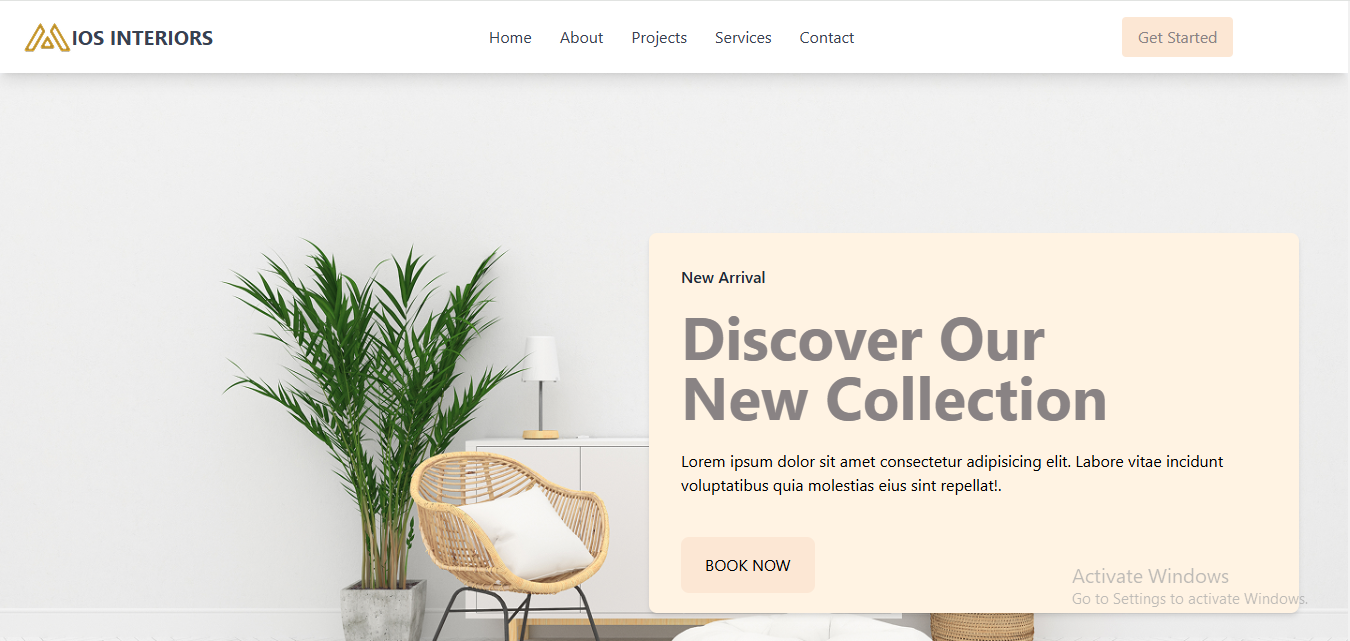 IOS INTERIORS
Home About Projects Services Contact
Get Started
New Arrival
Discover Our
New Collection
Lorem ipsum dolor sit amet consectetur adipisicing elit. Labore vitae incidunt
voluptatibus quia molestias eius sint repellat!.
BOOK NOW
Activate Windows
Go to Settings to activate Windows.